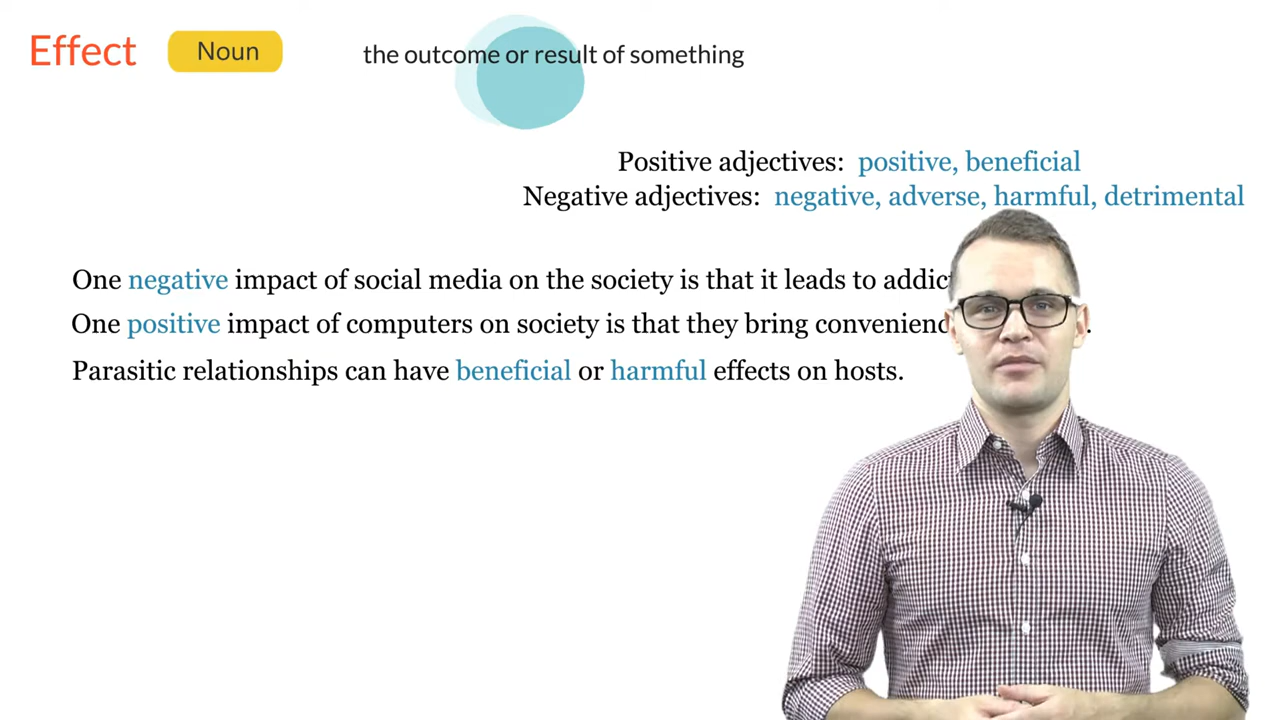 Effect Noun the outcome or result of something
Positive adjectives: positive, beneficial
Negative adjectives: negative, adverse, harmful, detrimental
One negative impact of social media on the society is that it leads to
One positive impact of computers on society is that they bring
Parasitic relationships can have beneficial or harmful effects on hosts.